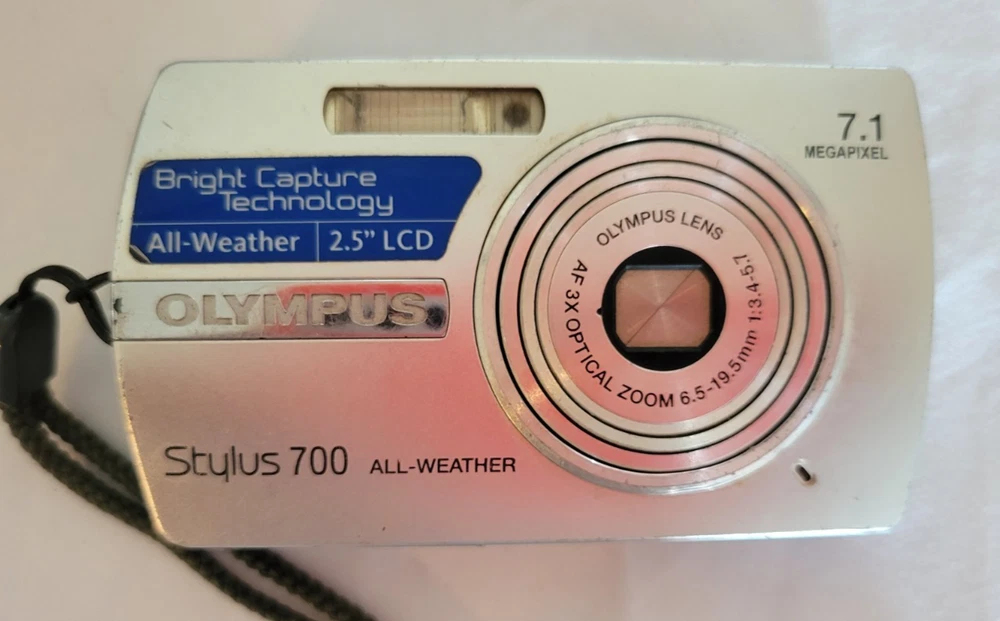 7.1
MEGAPIXEL
Bright Capture
Technology
All-Weather 2.5" LCD
OLYMPUS
OLYMPUS LENS
AF 3X OPTICAL ZOOM 6.5-19.5mm 1:3.4-5.7
Stylus 700 ALL-WEATHER